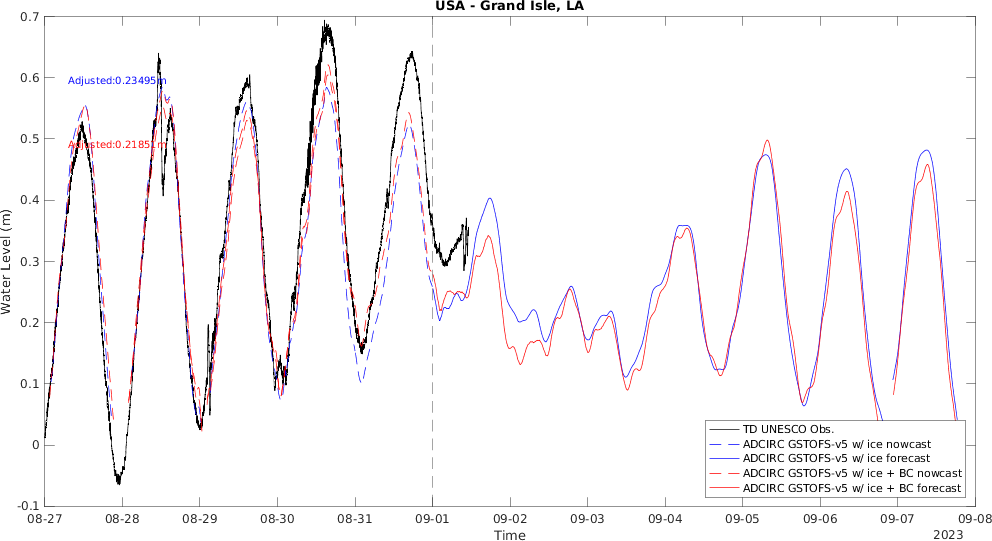 USA - Grand Isle, LA
0.7
0.6
0.5
0.4
0.3
0.2
0.1
0
-0.1
Water Level (m)
Adjusted:0.23495m
Adjusted:0.21851m
TD UNESCO Obs.
ADCIRC GSTOFS-v5 w/ ice nowcast
ADCIRC GSTOFS-v5 w/ ice forecast
ADCIRC GSTOFS-v5 w/ ice + BC nowcast
ADCIRC GSTOFS-v5 w/ ice + BC forecast
08-27 08-28 08-29 08-30 08-31 09-01 09-02 09-03 09-04 09-05 09-06 09-07 09-08
Time
2023